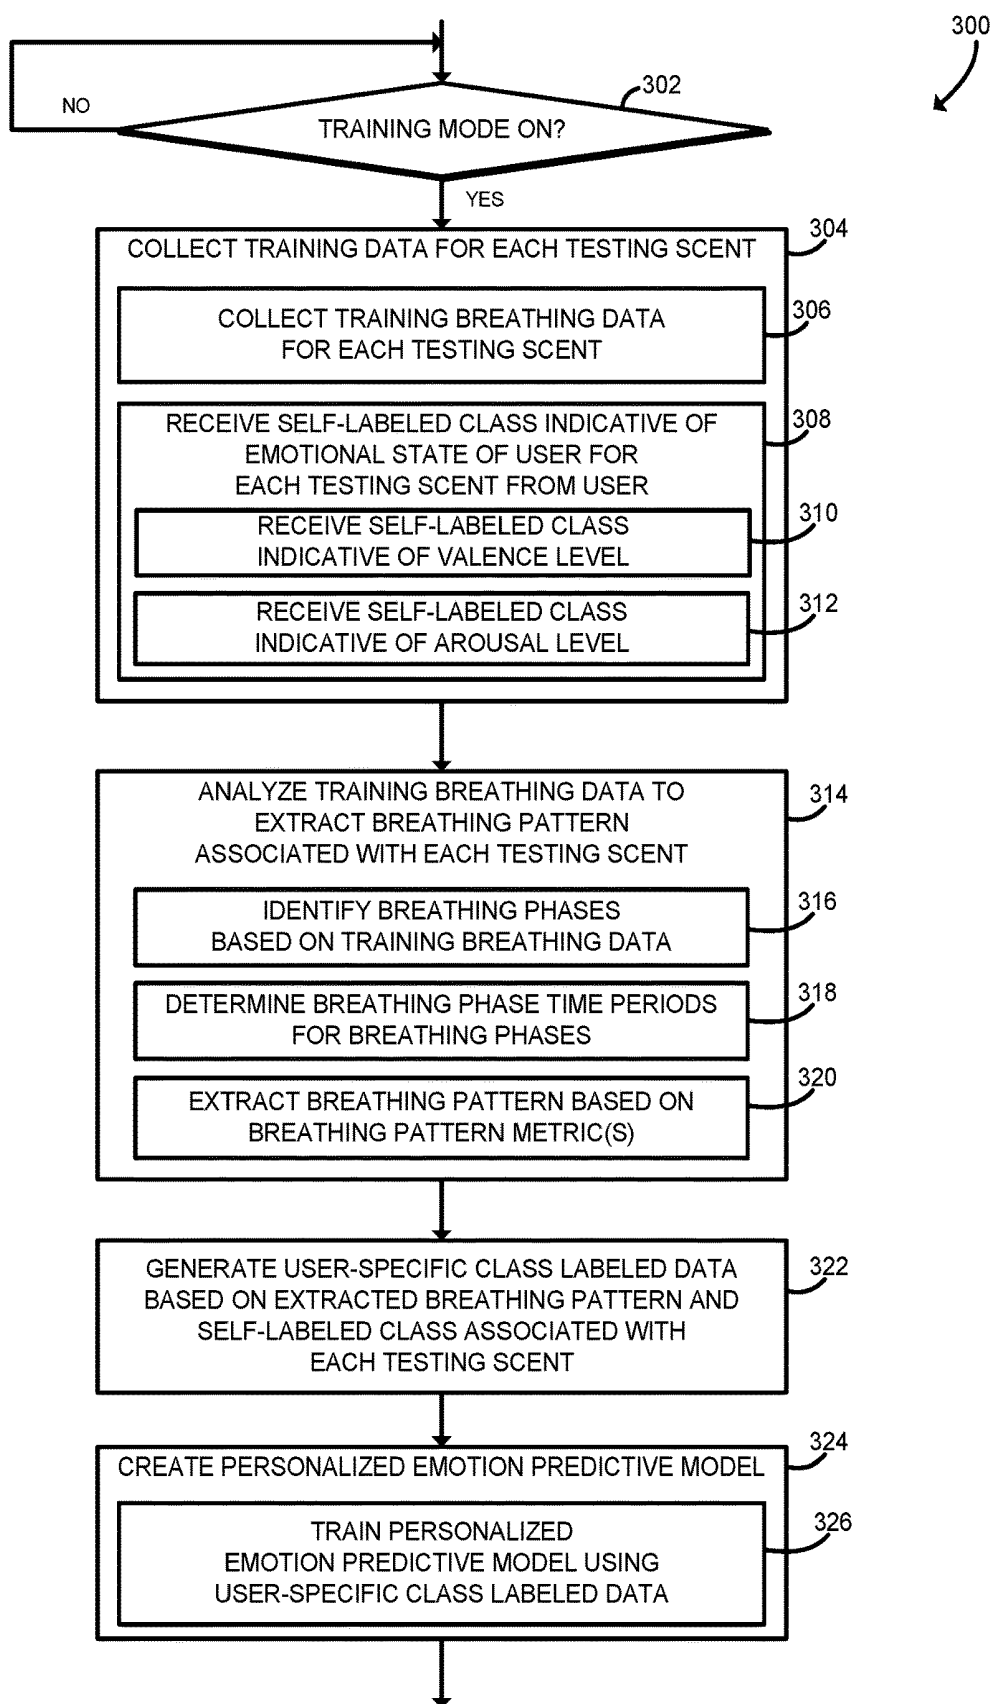 300
302
NO
TRAINING MODE ON?
YES
304
COLLECT TRAINING DATA FOR EACH TESTING SCENT
306
COLLECT TRAINING BREATHING DATA
FOR EACH TESTING SCENT
308
RECEIVE SELF-LABELED CLASS INDICATIVE OF
EMOTIONAL STATE OF USER FOR
EACH TESTING SCENT FROM USER
310
RECEIVE SELF-LABELED CLASS
INDICATIVE OF VALENCE LEVEL
312
RECEIVE SELF-LABELED CLASS
INDICATIVE OF AROUSAL LEVEL
314
ANALYZE TRAINING BREATHING DATA TO
EXTRACT BREATHING PATTERN
ASSOCIATED WITH EACH TESTING SCENT
316
IDENTIFY BREATHING PHASES
BASED ON TRAINING BREATHING DATA
318
DETERMINE BREATHING PHASE TIME PERIODS
FOR BREATHING PHASES
320
EXTRACT BREATHING PATTERN BASED ON
BREATHING PATTERN METRIC(S)
322
GENERATE USER-SPECIFIC CLASS LABELED DATA
BASED ON EXTRACTED BREATHING PATTERN AND
SELF-LABELED CLASS ASSOCIATED WITH
EACH TESTING SCENT
324
CREATE PERSONALIZED EMOTION PREDICTIVE MODEL
326
TRAIN PERSONALIZED
EMOTION PREDICTIVE MODEL USING
USER-SPECIFIC CLASS LABELED DATA